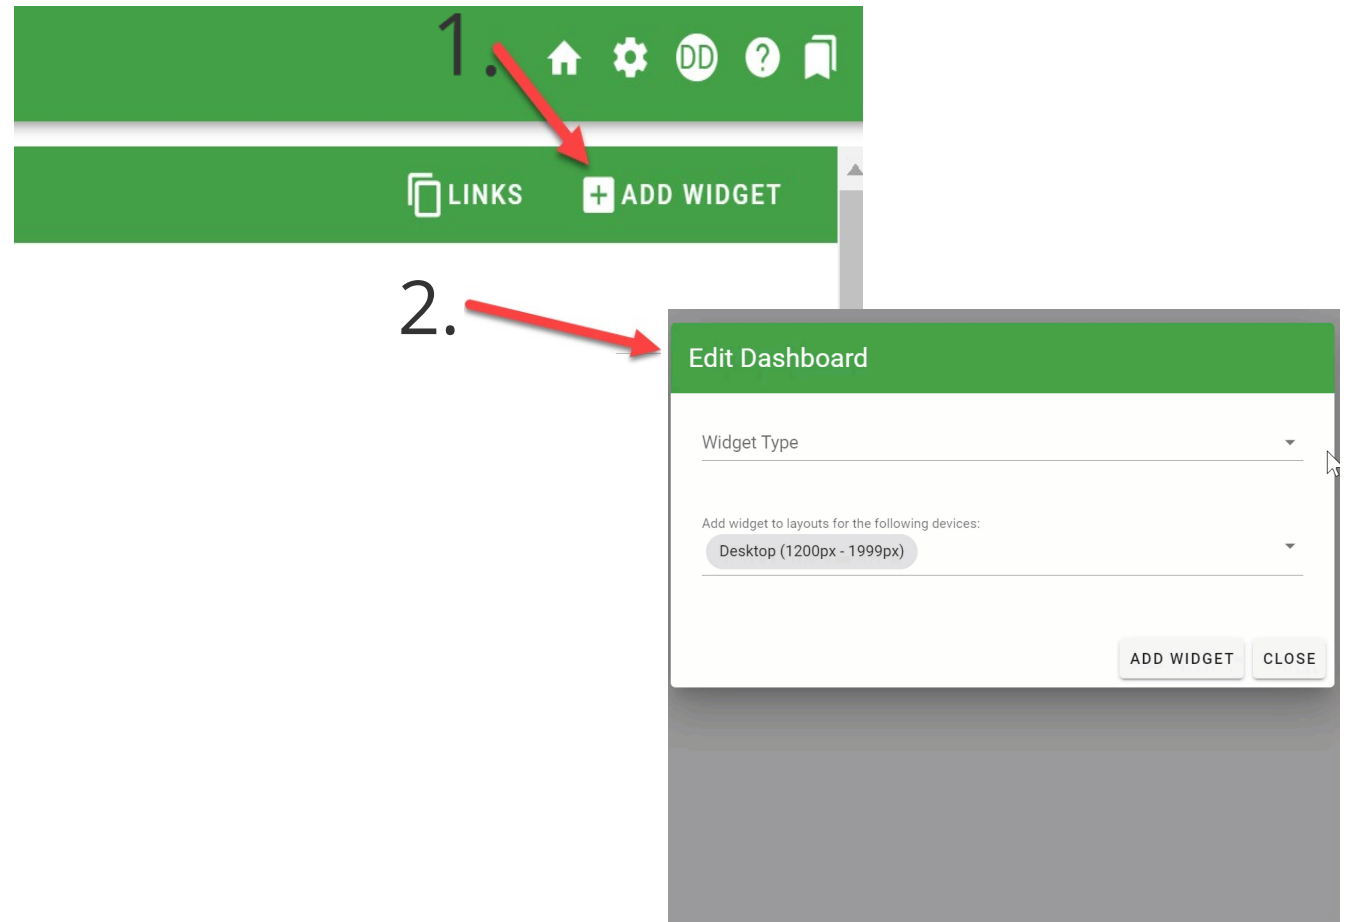 1.
DD
?
LINKS
ADD WIDGET
2.
Edit Dashboard
Widget Type
Add widget to layouts for the following devices:
Desktop (1200px - 1999px)
ADD WIDGET CLOSE